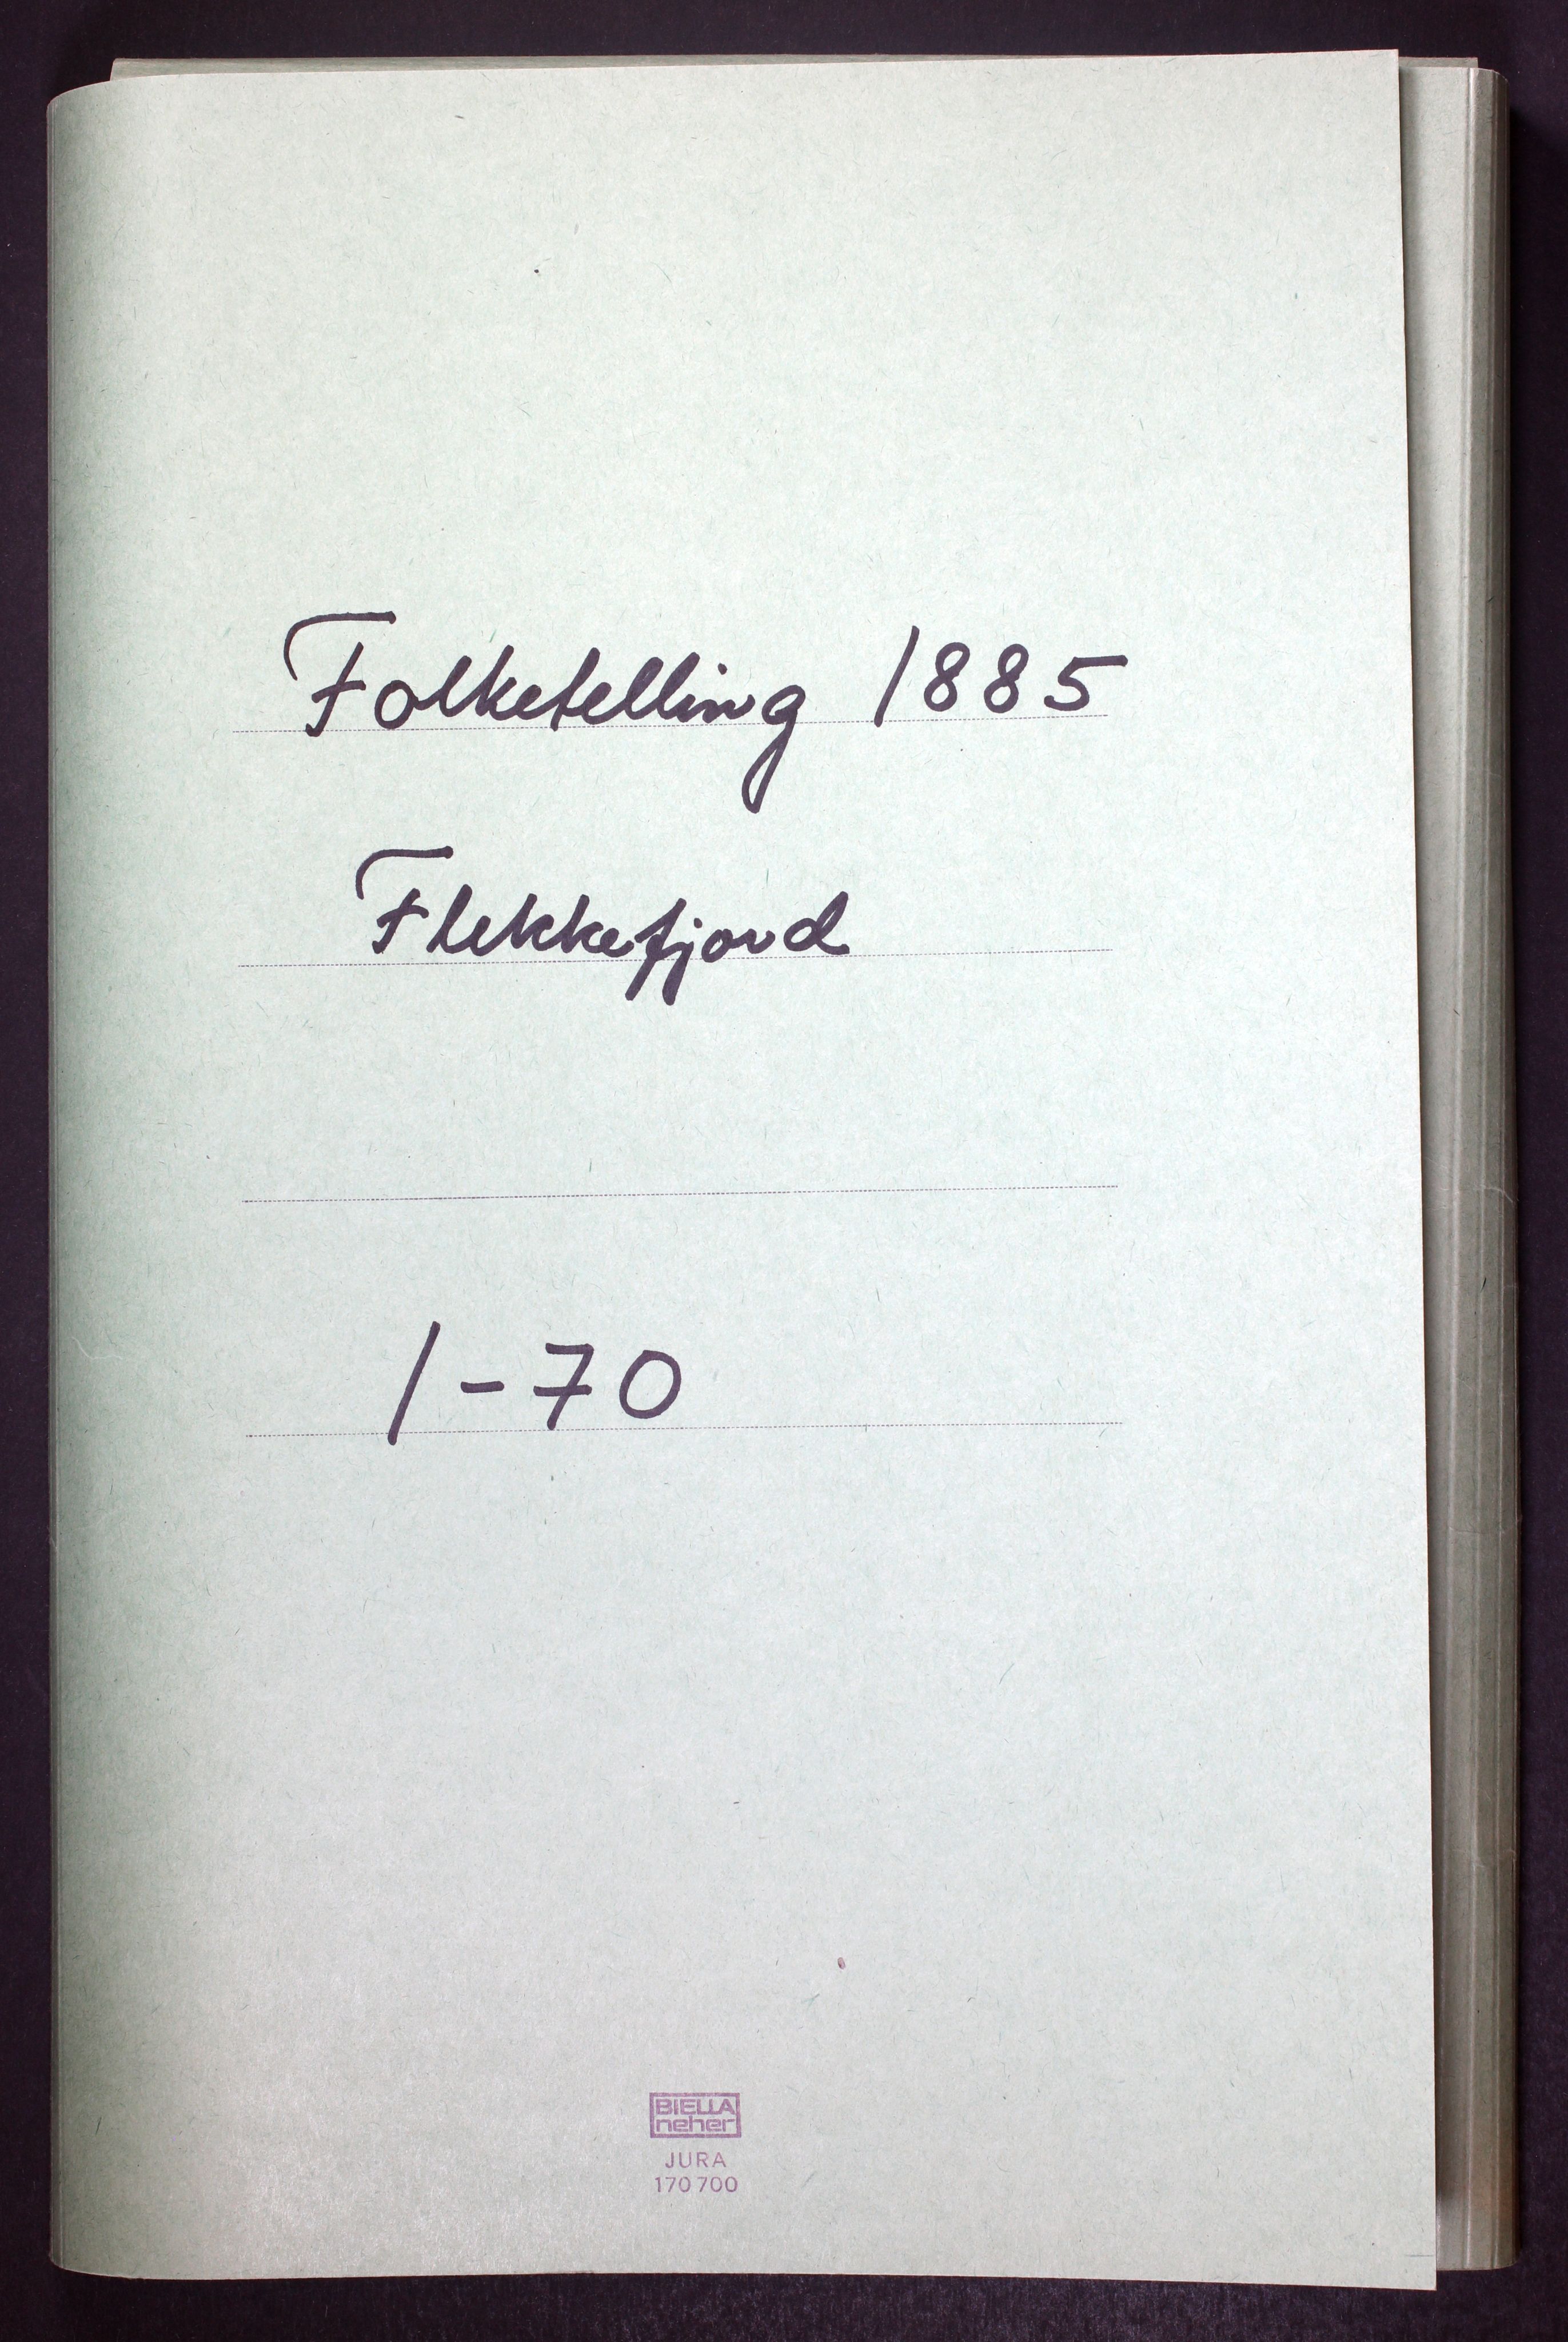 Folketelling 1885
Flekkefjord
1-70
BIELLA
neher
JURA
170 700